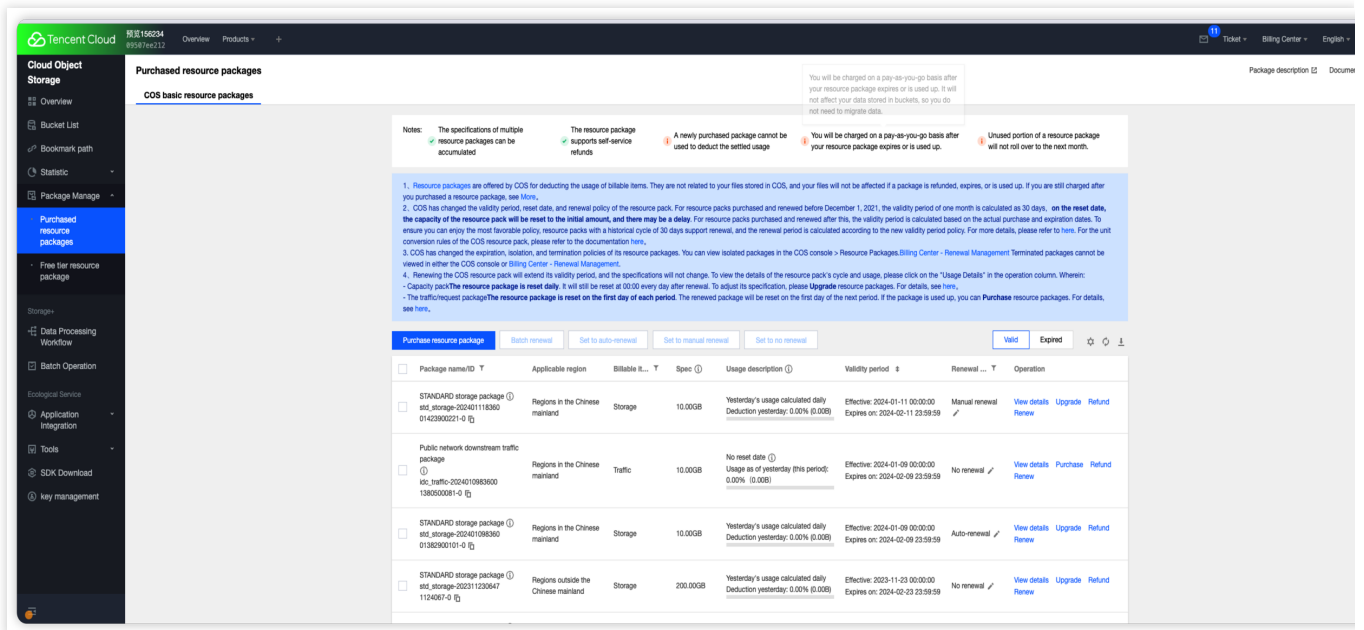 Tencent Cloud
预览156234
09507ee212
Overview
Products
+
11
Ticket
Billing Center
English
Cloud Object
Storage
Overview
Bucket List
Bookmark path
Statistic
Package Manage
Purchased
resource
packages
Free tier resource
package
Storage+
Data Processing
Workflow
Batch Operation
Ecological Service
Application
Integration
Tools
SDK Download
key management
Purchased resource packages
Package description
Documen
COS basic resource packages
You will be charged on a pay-as-you-go basis after
your resource package expires or is used up. It will
not affect your data stored in buckets, so you do
not need to migrate data.
Notes:
The specifications of multiple
resource packages can be
accumulated
The resource package
supports self-service
refunds
A newly purchased package cannot be
used to deduct the settled usage
You will be charged on a pay-as-you-go basis after
your resource package expires or is used up.
Unused portion of a resource package
will not roll over to the next month.
1、Resource packages are offered by COS for deducting the usage of billable items. They are not related to your files stored in COS, and your files will not be affected if a package is refunded, expires, or is used up. If you are still charged after
you purchased a resource package, see More。
2、COS has changed the validity period, reset date, and renewal policy of the resource pack. For resource packs purchased and renewed before December 1, 2021, the validity period of one month is calculated as 30 days, on the reset date,
the capacity of the resource pack will be reset to the initial amount, and there may be a delay. For resource packs purchased and renewed after this, the validity period is calculated based on the actual purchase and expiration dates. To
ensure you can enjoy the most favorable policy, resource packs with a historical cycle of 30 days support renewal, and the renewal period is calculated according to the new validity period policy. For more details, please refer to here. For the unit
conversion rules of the COS resource pack, please refer to the documentation here。
3. COS has changed the expiration, isolation, and termination policies of its resource packages. You can view isolated packages in the COS console > Resource Packages.Billing Center - Renewal Management Terminated packages cannot be
viewed in either the COS console or Billing Center - Renewal Management.
4、Renewing the COS resource pack will extend its validity period, and the specifications will not change. To view the details of the resource pack's cycle and usage, please click on the "Usage Details" in the operation column. Wherein:
- Capacity packThe resource package is reset daily. It will still be reset at 00:00 every day after renewal. To adjust its specification, please Upgrade resource packages. For details, see here。
- The traffic/request packageThe resource package is reset on the first day of each period. The renewed package will be reset on the first day of the next period. If the package is used up, you can Purchase resource packages. For details,
see here。
Purchase resource package
Batch renewal
Set to auto-renewal
Set to manual renewal
Set to no renewal
Valid
Expired
Package name/ID
Applicable region
Billable it...
Spec
Usage description
Validity period
Renewal ...
Operation
STANDARD storage package
std_storage-202401118360
01423900221-0
Regions in the Chinese
mainland
Storage
10.00GB
Yesterday's usage calculated daily
Deduction yesterday: 0.00% (0.00B)
Effective: 2024-01-11 00:00:00
Expires on: 2024-02-11 23:59:59
Manual renewal
View details Upgrade Refund
Renew
Public network downstream traffic
package
idc_traffic-2024010983600
1380500081-0
Regions in the Chinese
mainland
Traffic
10.00GB
No reset date
Usage as of yesterday (this period):
0.00% (0.00B)
Effective: 2024-01-09 00:00:00
Expires on: 2024-02-09 23:59:59
No renewal
View details Purchase Refund
Renew
STANDARD storage package
std_storage-202401098360
01382900101-0
Regions in the Chinese
mainland
Storage
10.00GB
Yesterday's usage calculated daily
Deduction yesterday: 0.00% (0.00B)
Effective: 2024-01-09 00:00:00
Expires on: 2024-02-09 23:59:59
Auto-renewal
View details Upgrade Refund
Renew
STANDARD storage package
std_storage-202311230647
1124067-0
Regions outside the
Chinese mainland
Storage
200.00GB
Yesterday's usage calculated daily
Deduction yesterday: 0.00% (0.00B)
Effective: 2023-11-23 00:00:00
Expires on: 2024-02-23 23:59:59
No renewal
View details Upgrade Refund
Renew